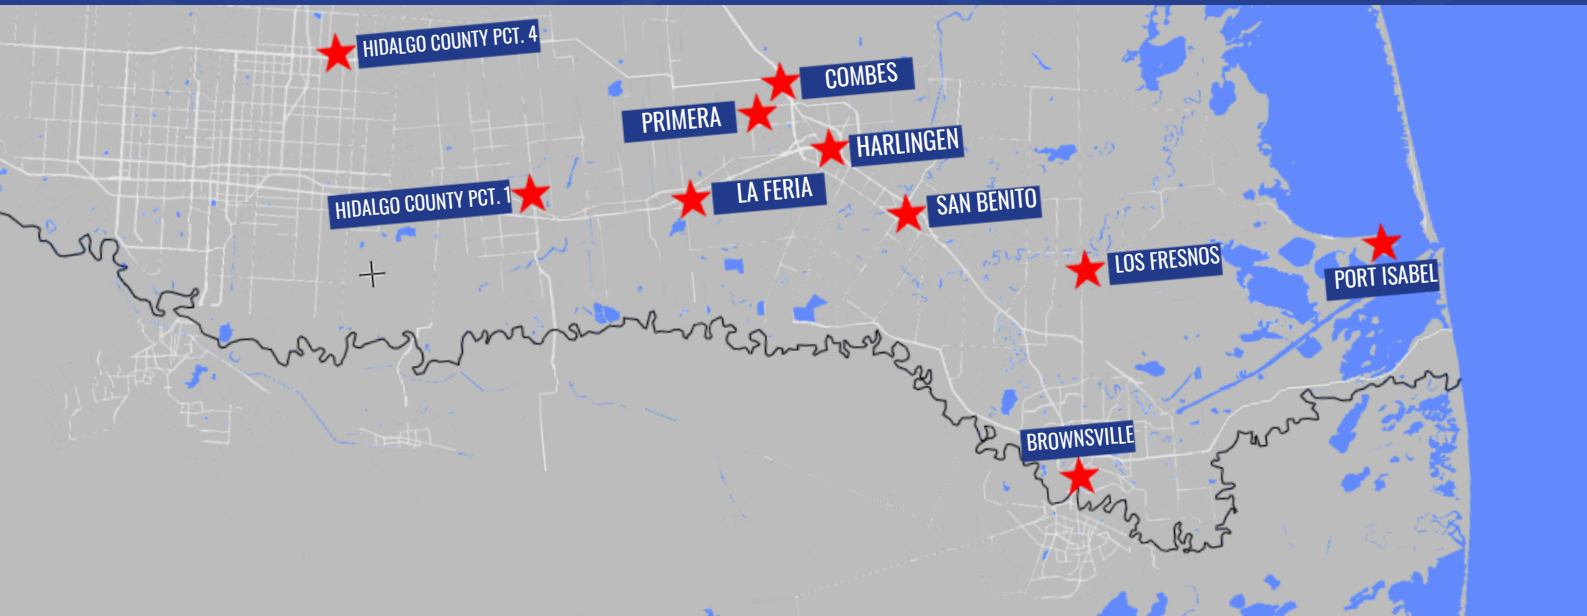 HIDALGO COUNTY PCT. 4
COMBES
PRIMERA
HARLINGEN
HIDALGO COUNTY PCT. 1
LA FERIA
SAN BENITO
LOS FRESNOS
PORT ISABEL
BROWNSVILLE